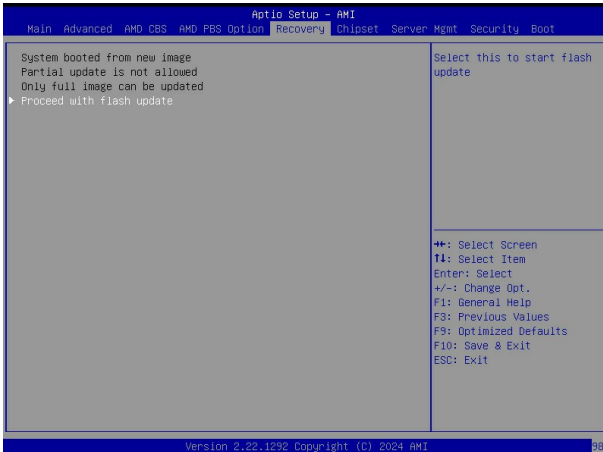 Aptio Setup - AMI
Main Advanced AMD CBS AMD PBS Option Recovery Chipset Server Mgmt Security Boot
System booted from new image
Partial update is not allowed
Only full image can be updated
Proceed with flash update
Select this to start flash
update
→←: Select Screen
↑↓: Select Item
Enter: Select
+/-: Change Opt.
F1: General Help
F3: Previous Values
F9: Optimized Defaults
F10: Save & Exit
ESC: Exit
Version 2.22.1292 Copyright (C) 2024 AMI
98